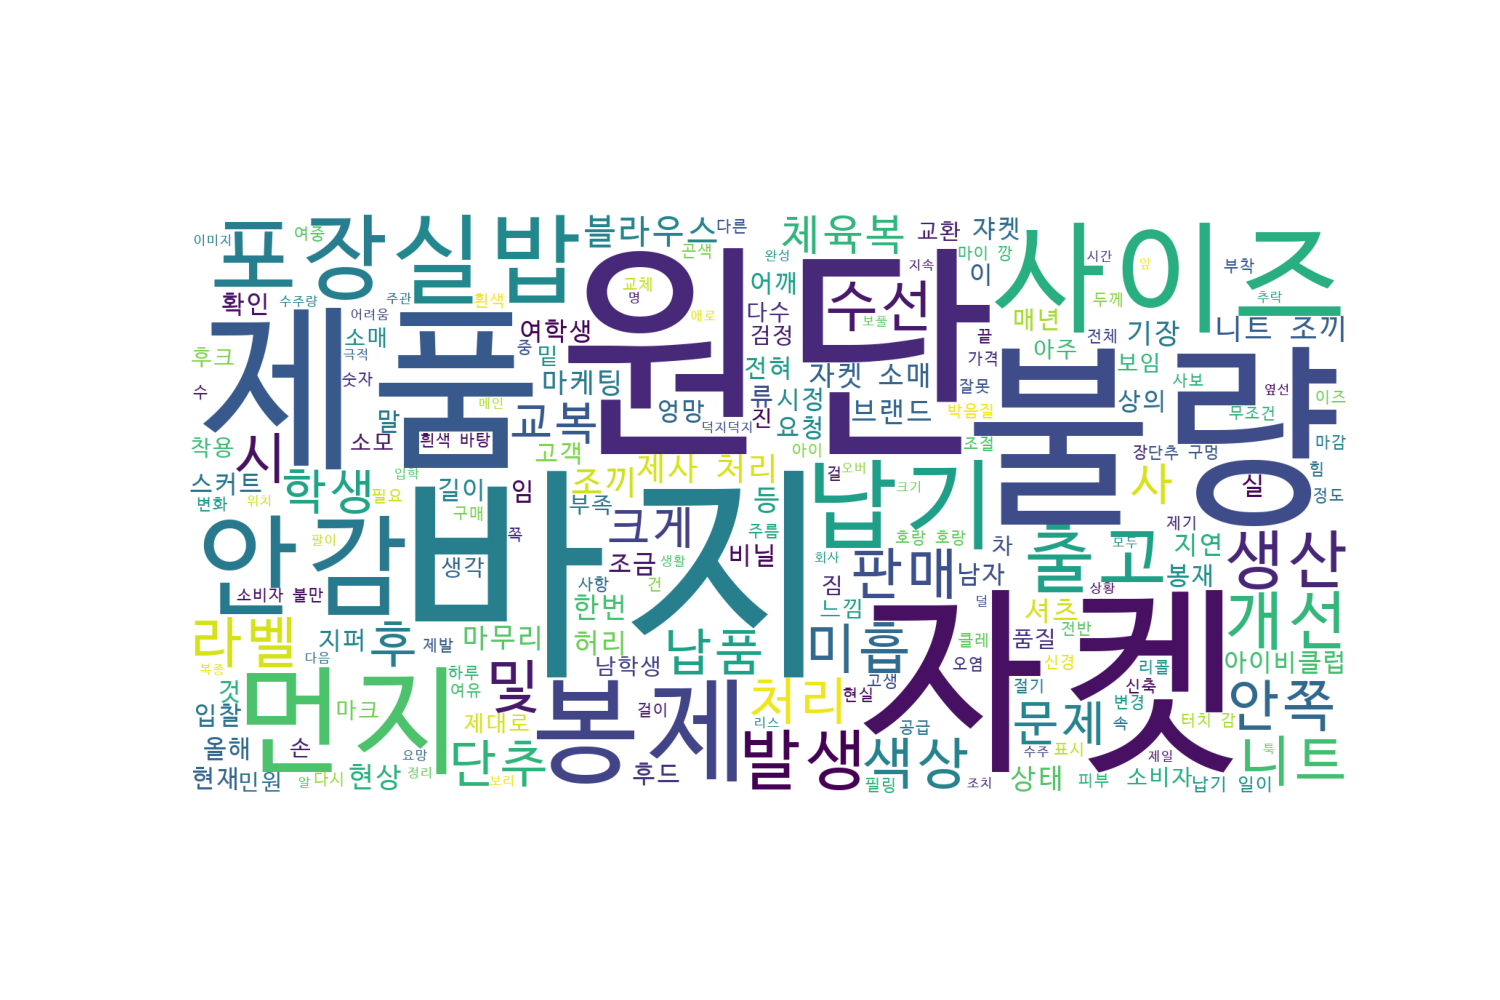 포장
실밥
블라우스
다른
체육복
교환
쟈켓
사이즈
이미지
여중
곤색
완성
마이 깡
시간
앞
부착
어깨
지속
이
확인
수주량
주관
흰색
교체
명
원단
수선
두께
추락
제품
어려움
소매
여학생
다수
검정
보풀
애로
끝
매년
전체
기장
니트 조끼
후크
극적
중
밑
전혀
자켓 소매
가격
아주
보임
불량
수
숫자
메인
마케팅
엉망
류
시정
잘못
상의
사보
옆선
이즈
말
교복
진
브랜드
박음질
무조건
착용
시
소모
흰색 바탕
덕지덕지
요청
조절
장
단추 구멍
마감
고객
제사 처리
아이
걸
오버
힘
스커트
학생
입학
조끼
납기
사
실
정도
변화
위치
필요
길이
임
부족
등
크기
구매
크게
주름
제기
안감
바지
쪽
호랑 호랑
차
출고
모두
지연
생산
팔이
생각
조금
생활
비닐
회사
판매
남자
봉재
소비자 불만
사항
건
짐
상황
한번
느낌
덜
셔츠
개선
라벨
지퍼
후
제발
마무리
허리
납품
미흡
자켓
클레
품질
전반
복종
다음
하루
남학생
오염
신경
리콜
아이비클럽
것
먼지
여유
및
봉제
처리
고생
현실
절기
신축
안쪽
입찰
마크
제대로
걸이
리스
공급
문제
변경
속
터치 감
올해
손
요망
단추
발생
색상
수주
표시
제일
니트
툭
현재
민원
알
다시
현상
정리
보리
후드
필링
조치
상태
피부
소비자
납기 일이